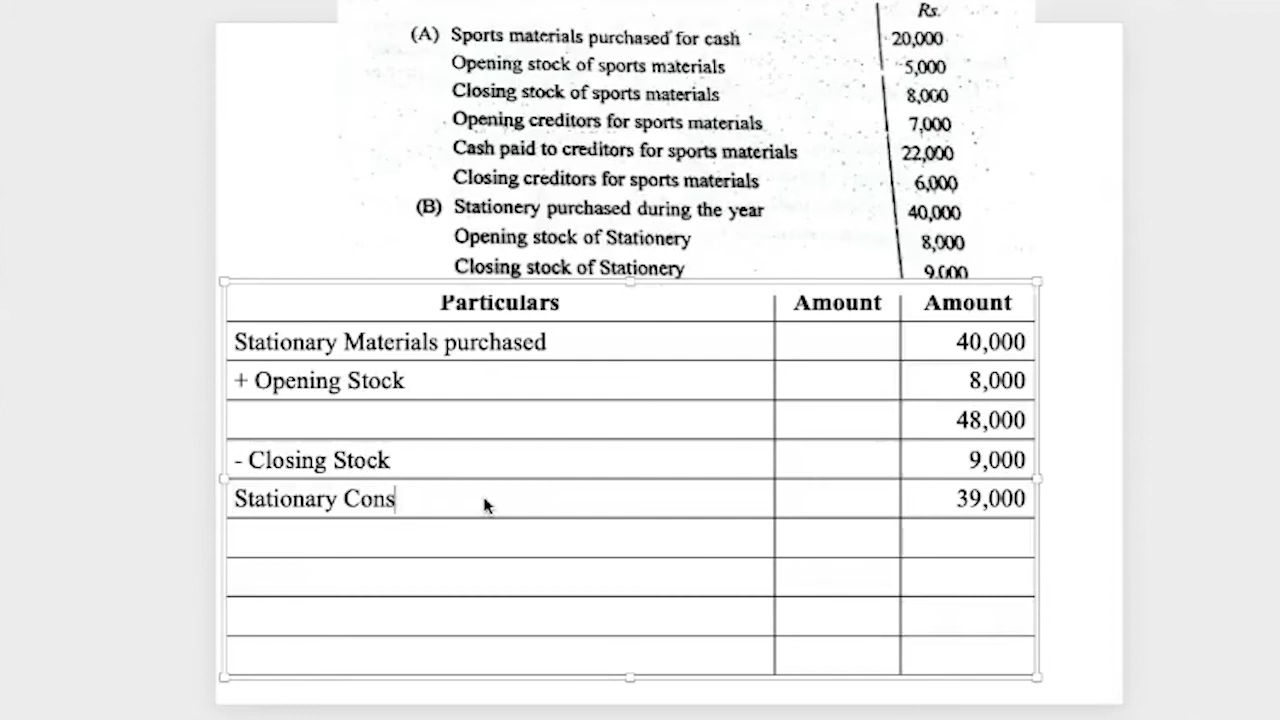 Rs.
(A) Sports materials purchased for cash 20,000
Opening stock of sports materials 5,000
Closing stock of sports materials 8,000
Opening creditors for sports materials 7,000
Cash paid to creditors for sports materials 22,000
Closing creditors for sports materials 6,000
(B) Stationery purchased during the year 40,000
Opening stock of Stationery 8,000
Closing stock of Stationery 9,000
Particulars Amount Amount
Stationary Materials purchased 40,000
+ Opening Stock 8,000
48,000
- Closing Stock 9,000
Stationary Cons 39,000